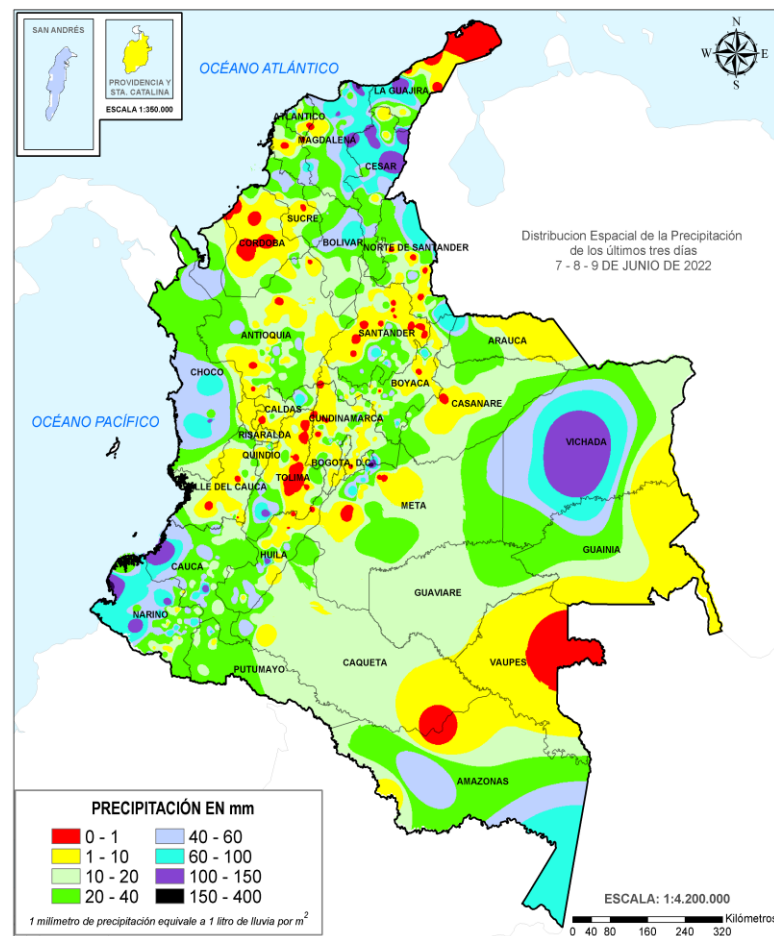 SAN ANDRÉS
PROVIDENCIA Y
STA. CATALINA
ESCALA 1:350.000
OCÉANO ATLÁNTICO
N
W
E
S
LA GUAJIRA
ATLANTICO
MAGDALENA
CESAR
SUCRE
CORDOBA
BOLIVAR
NORTE DE SANTANDER
Distribucion Espacial de la Precipitación
de los últimos tres días
7 - 8 - 9 DE JUNIO DE 2022
ANTIOQUIA
SANTANDER
ARAUCA
CHOCO
BOYACA
CASANARE
OCÉANO PACÍFICO
CALDAS
CUNDINAMARCA
RISARALDA
VICHADA
QUINDIO
BOGOTA, D.C.
TOLIMA
VALLE DEL CAUCA
META
GUAINIA
HUILA
CAUCA
GUAVIARE
NARIÑO
CAQUETA
VAUPES
PUTUMAYO
AMAZONAS
PRECIPITACIÓN EN mm
0 - 1
40 - 60
1 - 10
60 - 100
10 - 20
100 - 150
20 - 40
150 - 400
1 milímetro de precipitación equivale a 1 litro de lluvia por m²
ESCALA: 1:4.200.000
Kilómetros
0 40 80 160 240 320